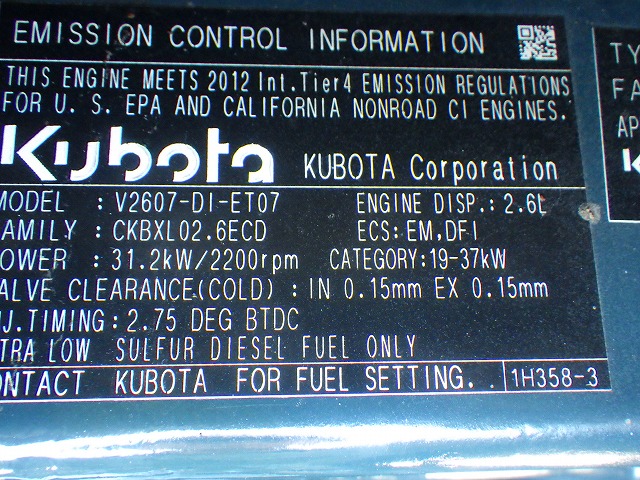 EMISSION CONTROL INFORMATION
THIS ENGINE MEETS 2012 Int.Tier4 EMISSION REGULATIONS
FOR U. S. EPA AND CALIFORNIA NONROAD CI ENGINES.
Kubota KUBOTA Corporation
MODEL : V2607-DI-ET07 ENGINE DISP.: 2.6L
AMILY : CKBXL02.6ECD ECS: EM,DFI
OWER : 31.2kW/2200rpm CATEGORY: 19-37kW
ALVE CLEARANCE(COLD) : IN 0.15mm EX 0.15mm
J.TIMING: 2.75 DEG BTDC
TRA LOW SULFUR DIESEL FUEL ONLY
ONTACT KUBOTA FOR FUEL SETTING. 1H358-3
TY
FA
AP